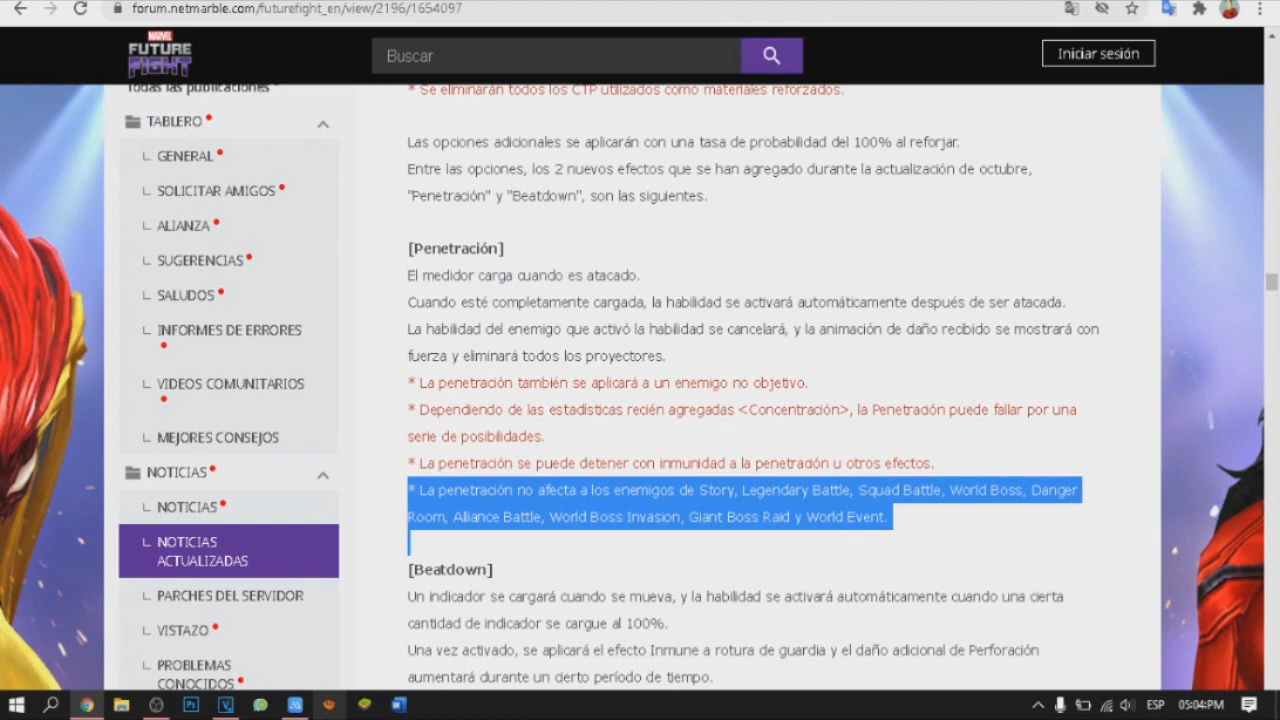 forum.netmarble.com/futurefight_en/view/2196/1654097
MARVEL
FUTURE
FIGHT
Buscar
Iniciar sesión
Todas las publicaciones
TABLERO
GENERAL
SOLICITAR AMIGOS
ALIANZA
SUGERENCIAS
SALUDOS
INFORMES DE ERRORES
VIDEOS COMUNITARIOS
MEJORES CONSEJOS
NOTICIAS
NOTICIAS
NOTICIAS
ACTUALIZADAS
PARCHES DEL SERVIDOR
VISTAZO
PROBLEMAS
CONOCIDOS
* Se eliminarán todos los CTP utilizados como materiales reforzados.
Las opciones adicionales se aplicarán con una tasa de probabilidad del 100% al reforjar.
Entre las opciones, los 2 nuevos efectos que se han agregado durante la actualización de octubre,
"Penetración" y "Beatdown", son las siguientes.
[Penetración]
El medidor carga cuando es atacado.
Cuando esté completamente cargada, la habilidad se activará automáticamente después de ser atacada.
La habilidad del enemigo que activó la habilidad se cancelará, y la animación de daño recibido se mostrará con
fuerza y eliminará todos los proyectores.
* La penetración también se aplicará a un enemigo no objetivo.
* Dependiendo de las estadísticas recién agregadas <Concentración>, la Penetración puede fallar por una
serie de posibilidades.
* La penetración se puede detener con inmunidad a la penetración u otros efectos.
* La penetración no afecta a los enemigos de Story, Legendary Battle, Squad Battle, World Boss, Danger
Room, Alliance Battle, World Boss Invasion, Giant Boss Raid y World Event.
[Beatdown]
Un indicador se cargará cuando se mueva, y la habilidad se activará automáticamente cuando una cierta
cantidad de indicador se cargue al 100%.
Una vez activado, se aplicará el efecto Inmune a rotura de guardia y el daño adicional de Perforación
aumentará durante un cierto período de tiempo.
ESP
05:04 PM